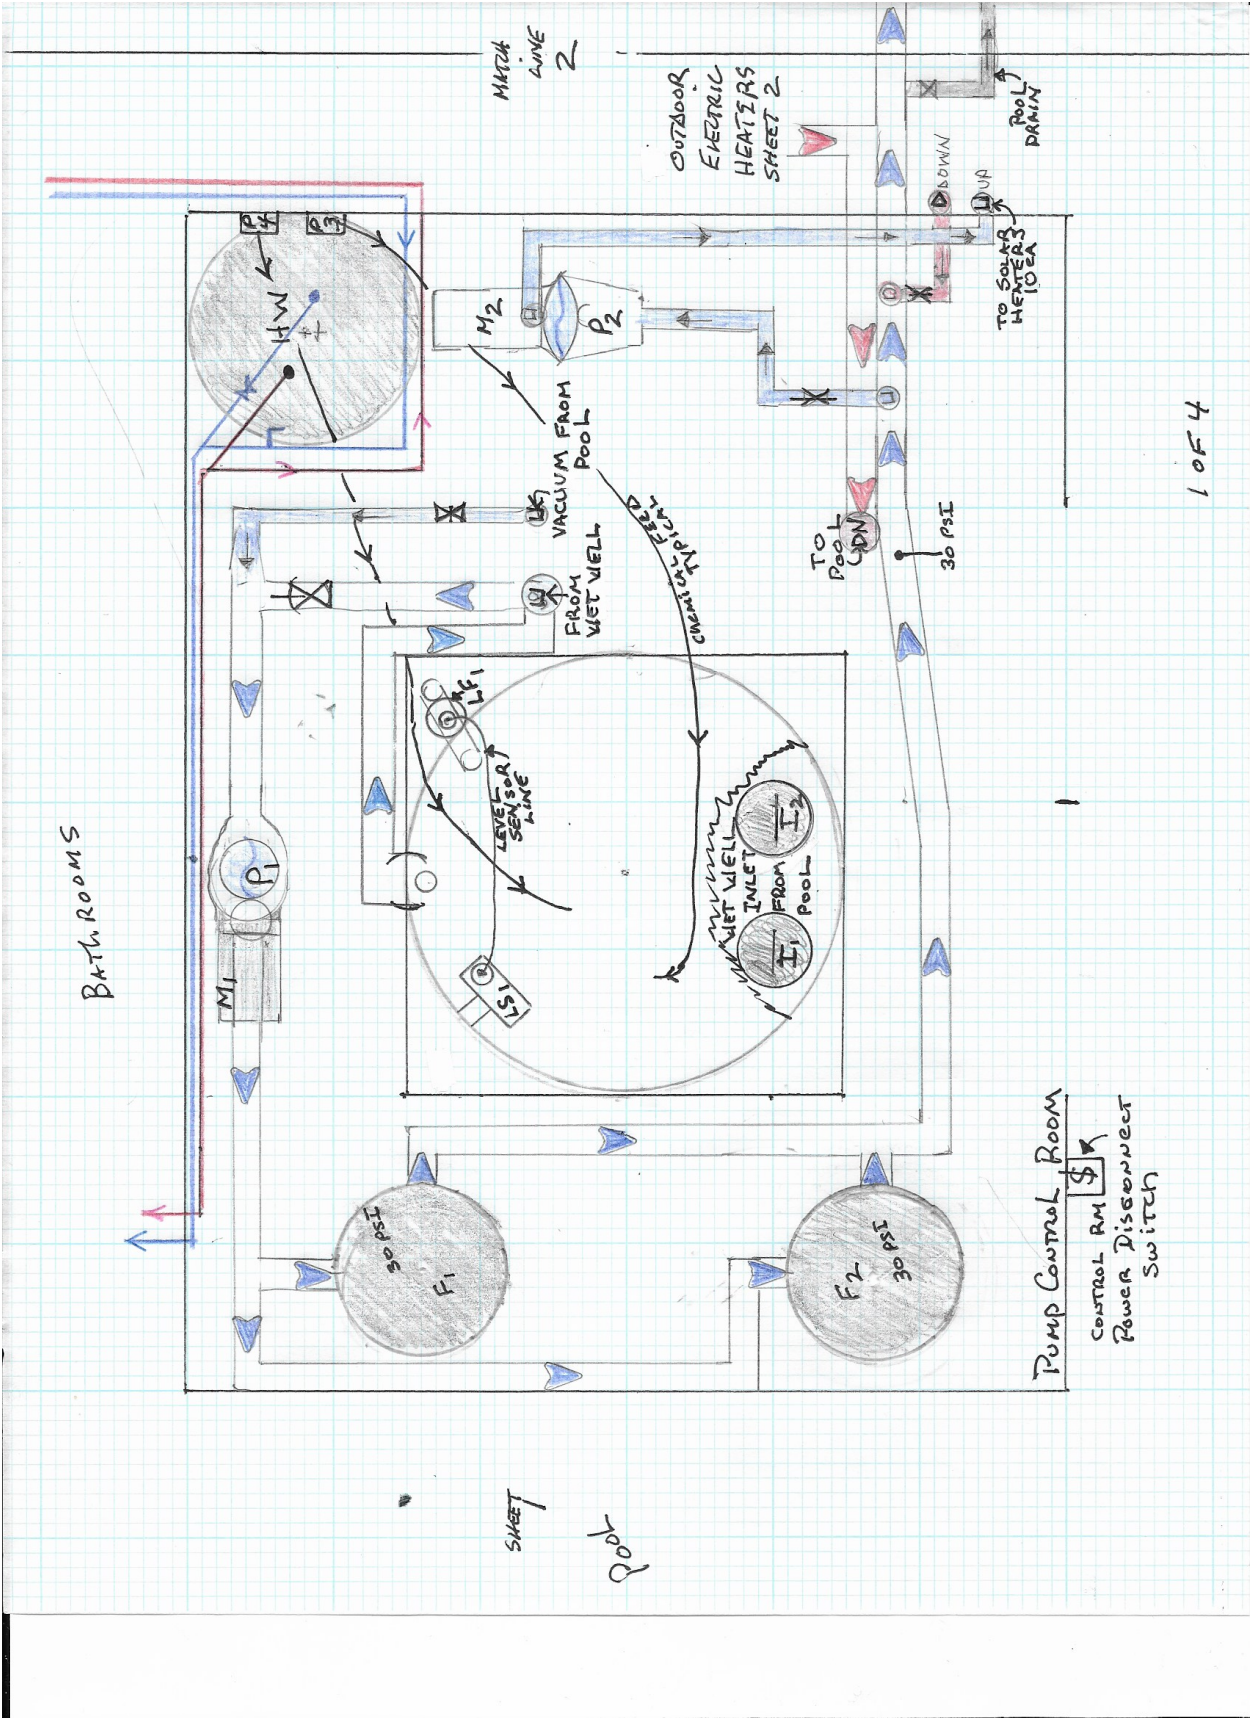 MATCH
LINE
2
OUTDOOR
ELECTRIC
HEATERS
SHEET 2
POOL
DRAIN
DOWN
UP
TO SOLAR
HEATERS
10EA
P4
P3
HW
M2
P2
U
D
U
D
U
VACUUM FROM
POOL
FROM
WET WELL
CHEMICAL FEED
TYPICAL
TO
POOL
DN
30 PSI
1 OF 4
LF1
LEVEL
SENSOR
LINE
LS1
WET WELL
INLET
FROM
POOL
I2
I1
BATHROOMS
P1
M1
30 PSI
F1
F2
30 PSI
PUMP CONTROL ROOM
CONTROL RM $
POWER DISCONNECT
SWITCH
SHEET
1
POOL